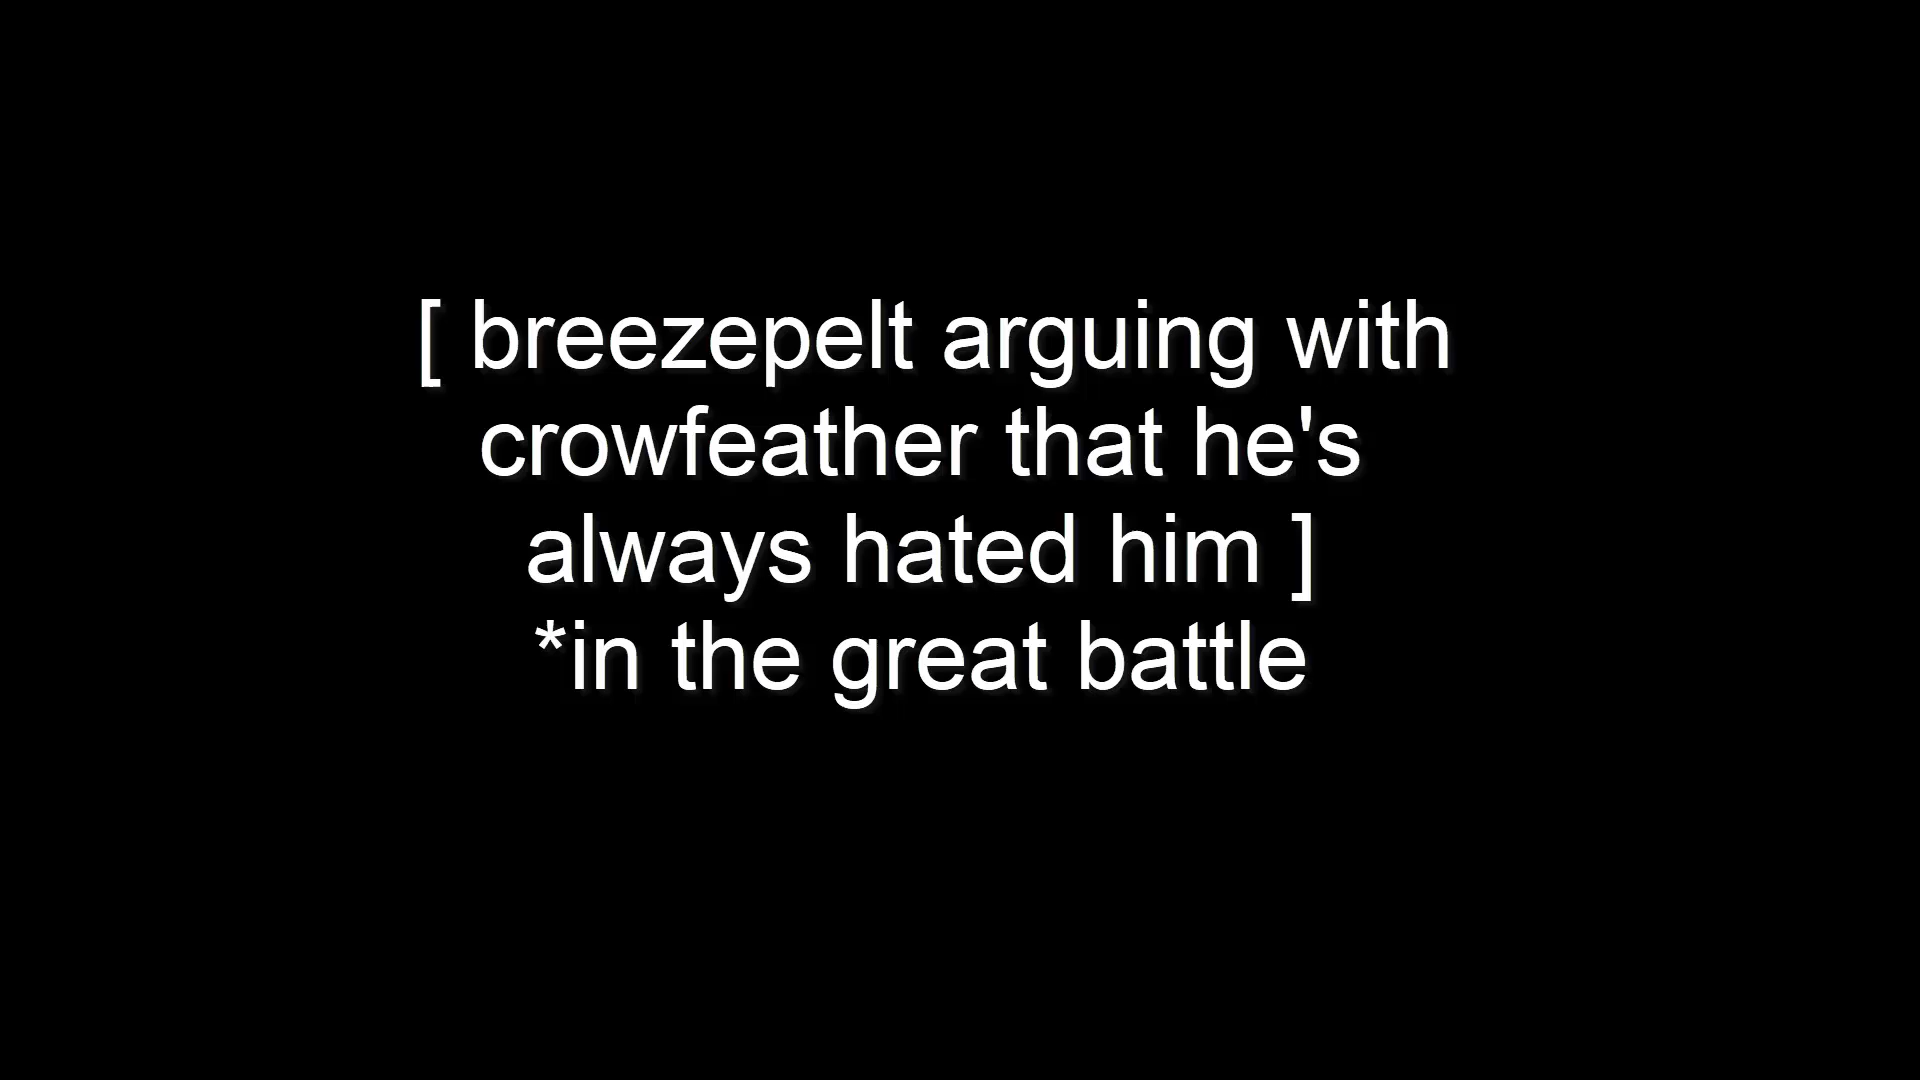 [ breezepelt arguing with
crowfeather that he's
always hated him ]
*in the great battle